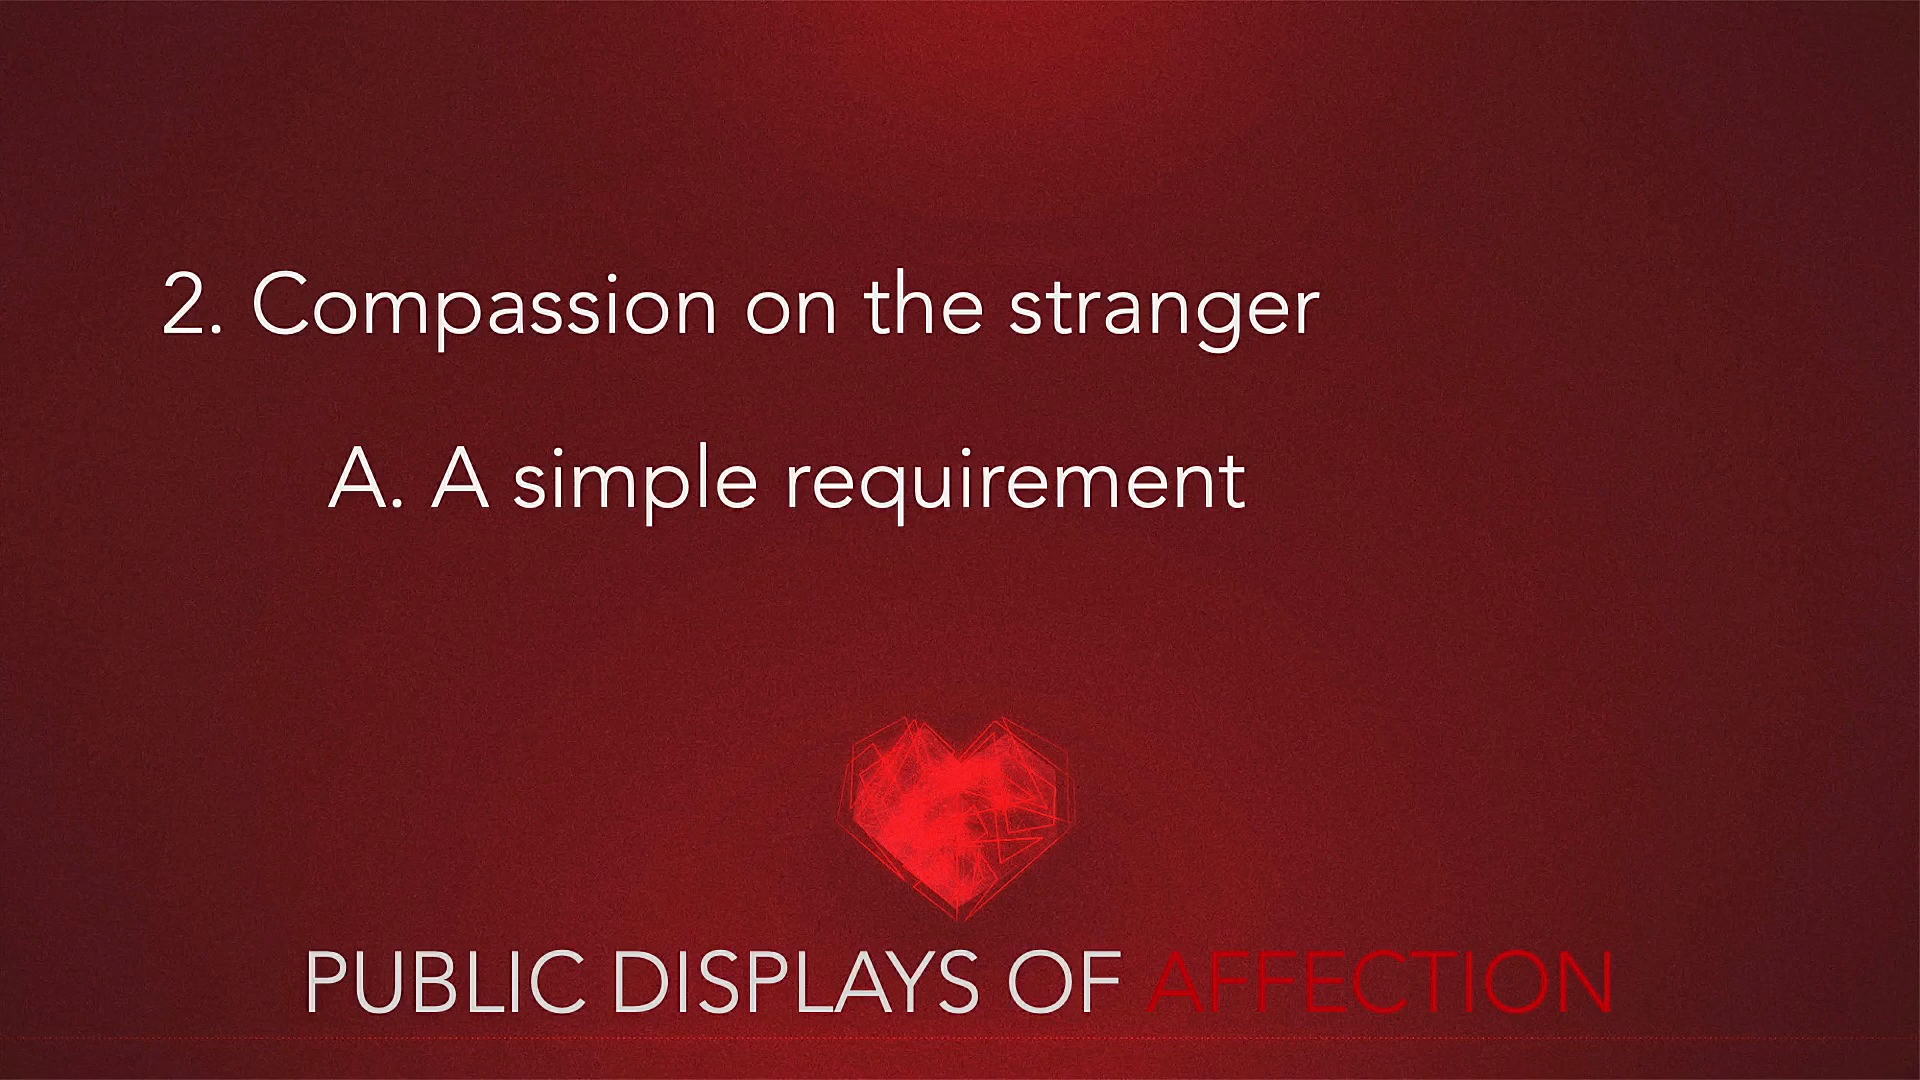 2. Compassion on the stranger
A. A simple requirement
PUBLIC DISPLAYS OF AFFECTION